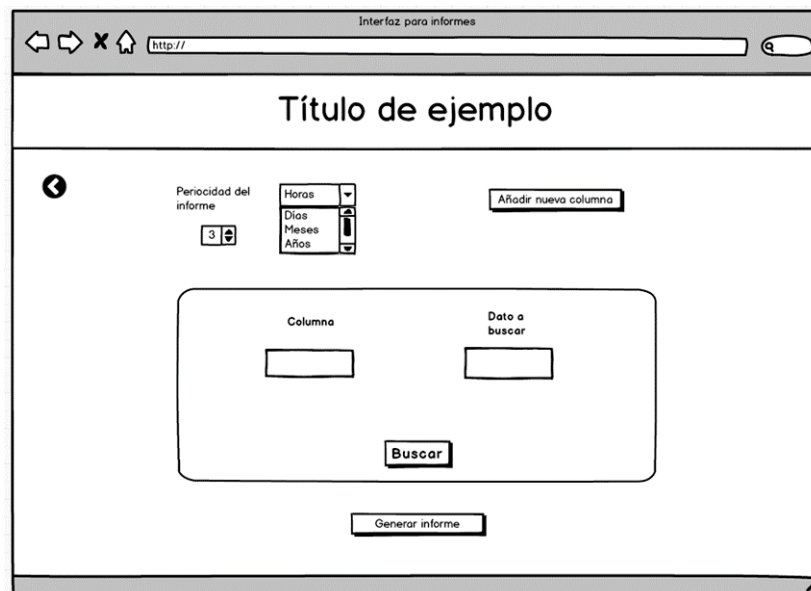 Interfaz para informes
http://
Título de ejemplo
Periocidad del
informe
Horas
Añadir nueva columna
Días
Meses
Años
3
Columna
Dato a
buscar
Buscar
Generar informe